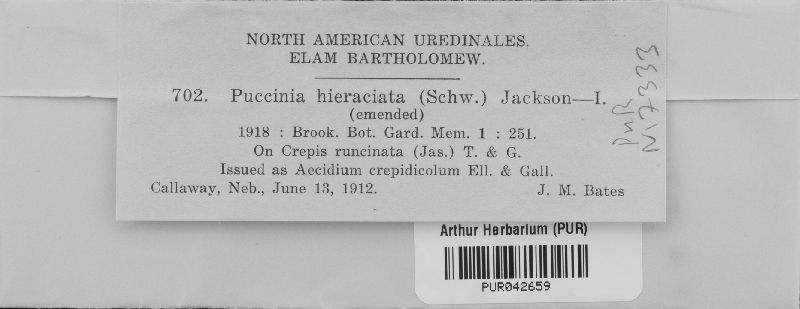 NORTH AMERICAN UREDINALES.
ELAM BARTHOLOMEW.
702. Puccinia hieraciata (Schw.) Jackson—I.
(emended)
1918 : Brook. Bot. Gard. Mem. 1 : 251.
On Crepis runcinata (Jas.) T. & G.
Issued as Aecidium crepidicolum Ell. & Gall.
Callaway, Neb., June 13, 1912. J. M. Bates
PUR
N17333
Arthur Herbarium (PUR)
PUR042659